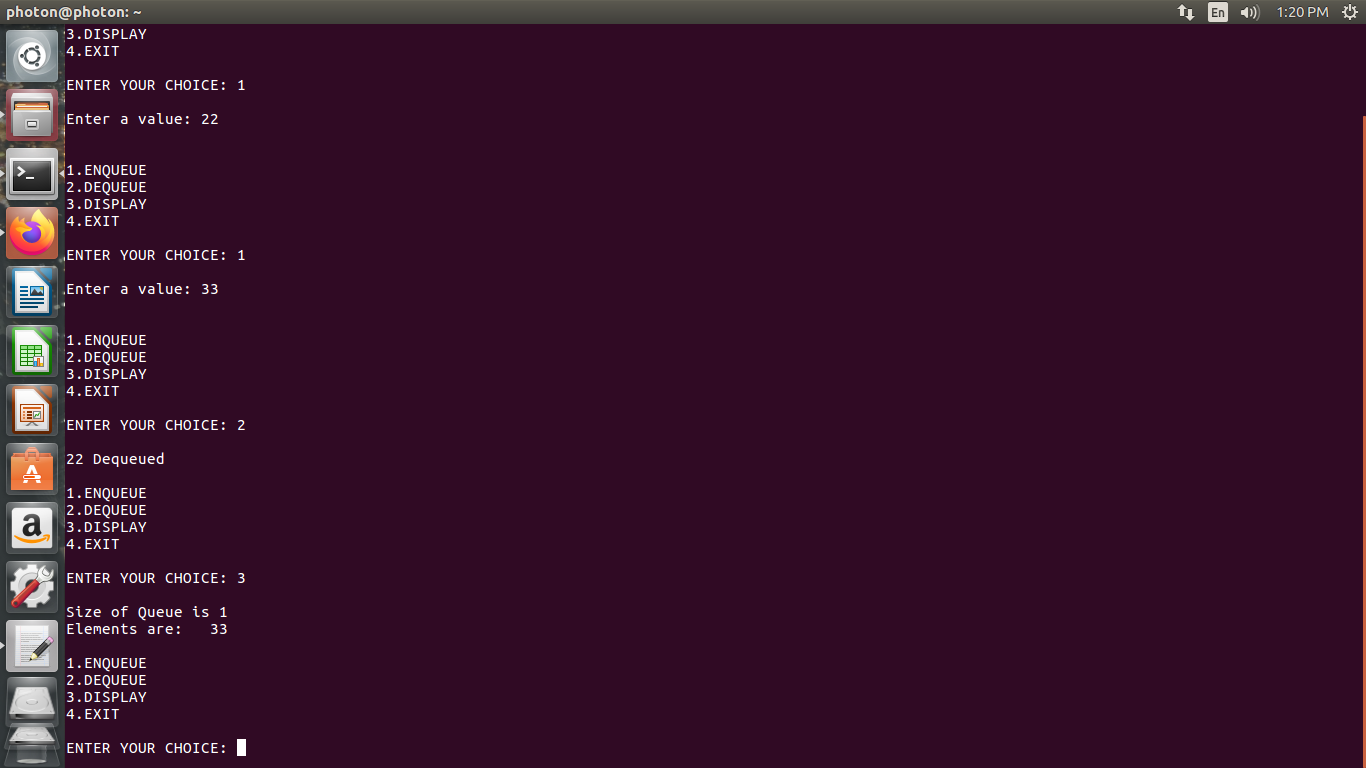 photon@photon: ~
En
1:20 PM
3.DISPLAY
4.EXIT
ENTER YOUR CHOICE: 1
Enter a value: 22
1.ENQUEUE
2.DEQUEUE
3.DISPLAY
4.EXIT
ENTER YOUR CHOICE: 1
Enter a value: 33
1.ENQUEUE
2.DEQUEUE
3.DISPLAY
4.EXIT
ENTER YOUR CHOICE: 2
22 Dequeued
1.ENQUEUE
2.DEQUEUE
3.DISPLAY
4.EXIT
ENTER YOUR CHOICE: 3
Size of Queue is 1
Elements are:   33
1.ENQUEUE
2.DEQUEUE
3.DISPLAY
4.EXIT
ENTER YOUR CHOICE: